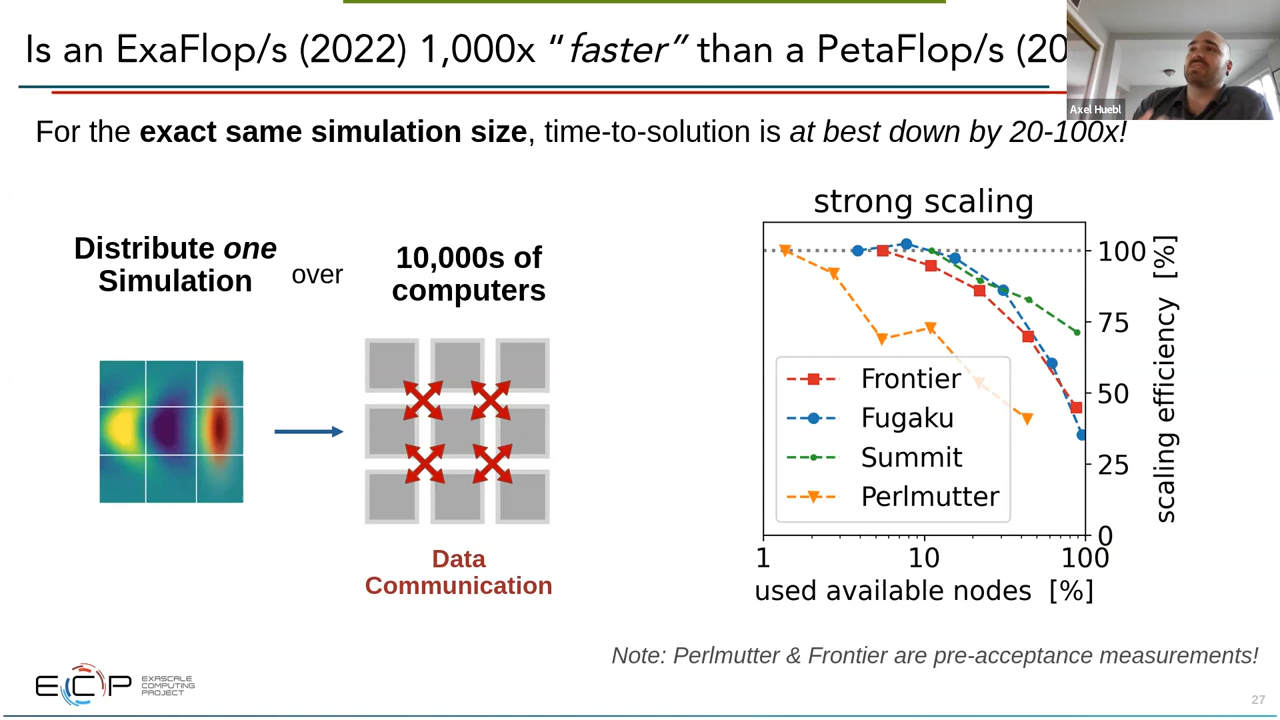 Is an ExaFlop/s (2022) 1,000x “faster” than a PetaFlop/s (20
Axel Huebl
For the exact same simulation size, time-to-solution is at best down by 20-100x!
Distribute one
Simulation
over
10,000s of
computers
Data
Communication
strong scaling
100
75
50
25
0
scaling efficiency [%]
Frontier
Fugaku
Summit
Perlmutter
1
10
100
used available nodes [%]
Note: Perlmutter & Frontier are pre-acceptance measurements!
ECP
EXASCALE
COMPUTING
PROJECT
27